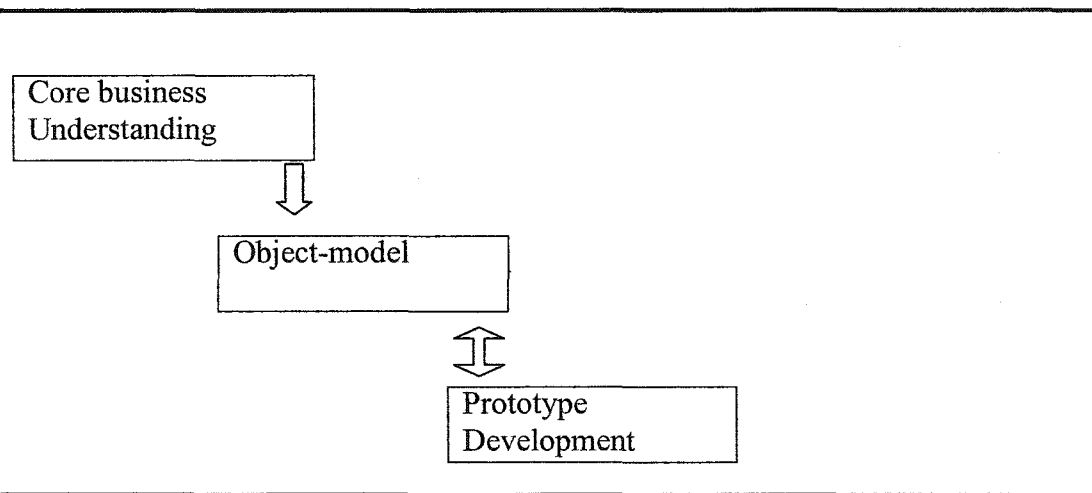 Core business
Understanding
Object-model
Prototype
Development